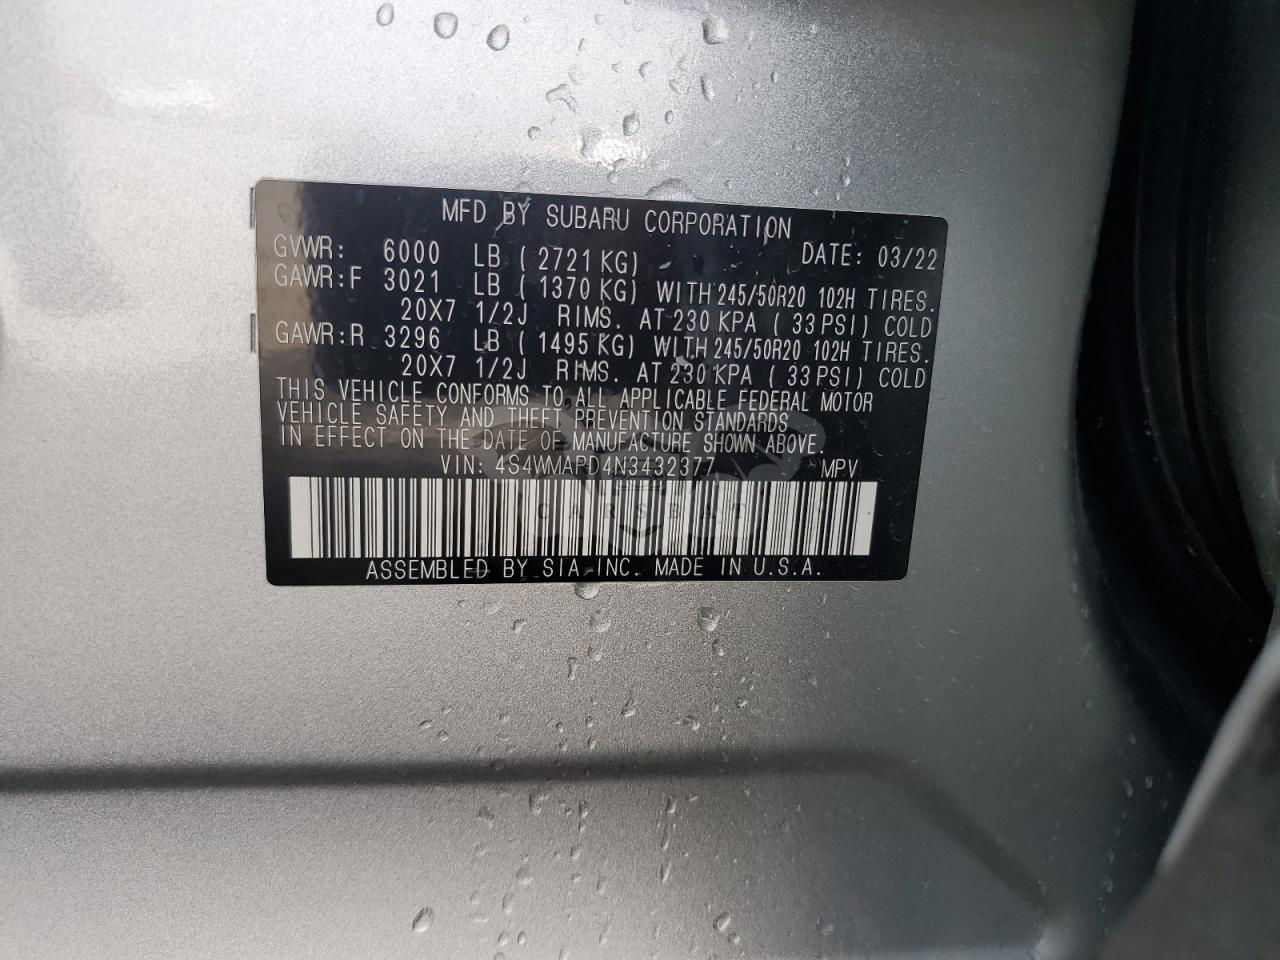 MFD BY SUBARU CORPORATION
GVWR: 6000 LB ( 2721 KG) DATE: 03/22
GAWR:F 3021 LB ( 1370 KG) WITH 245/50R20 102H TIRES.
20X7 1/2J RIMS. AT 230 KPA ( 33 PSI) COLD
GAWR:R 3296 LB ( 1495 KG) WITH 245/50R20 102H TIRES.
20X7 1/2J RIMS. AT 230 KPA ( 33 PSI) COLD
THIS VEHICLE CONFORMS TO ALL APPLICABLE FEDERAL MOTOR
VEHICLE SAFETY AND THEFT PREVENTION STANDARDS
IN EFFECT ON THE DATE OF MANUFACTURE SHOWN ABOVE.
VIN: 4S4WMAPD4N3432377 MPV
CARSBAT
ASSEMBLED BY SIA INC. MADE IN U.S.A.